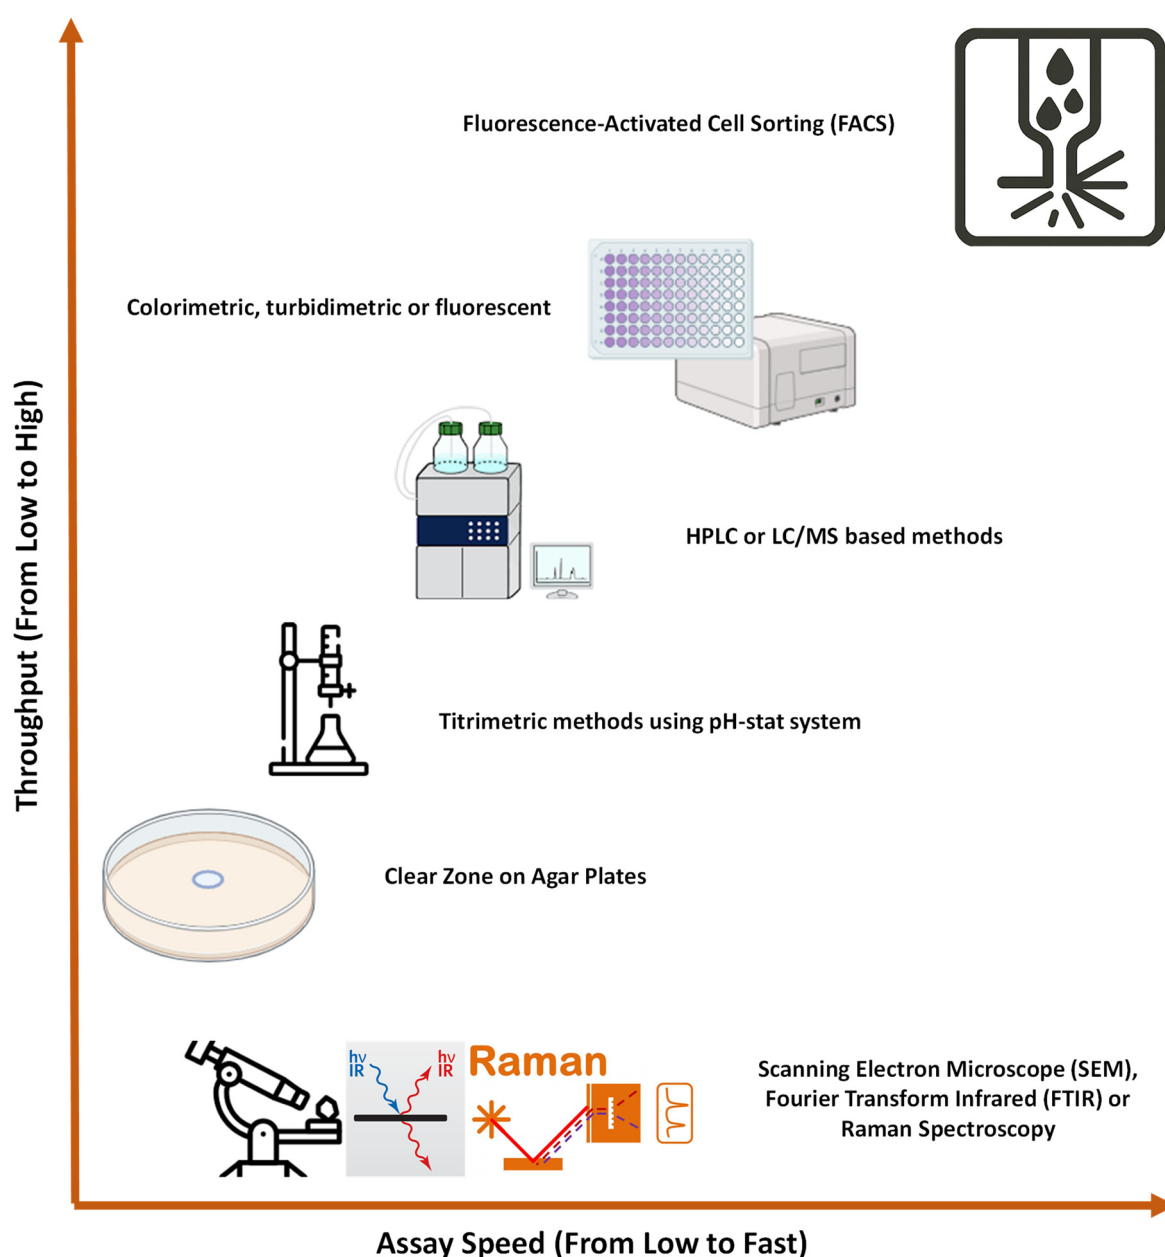 Fluorescence-Activated Cell Sorting (FACS)
Colorimetric, turbidimetric or fluorescent
HPLC or LC/MS based methods
Throughput (From Low to High)
Titrimetric methods using pH-stat system
Clear Zone on Agar Plates
hν
IR
hν
IR
Raman
Scanning Electron Microscope (SEM),
Fourier Transform Infrared (FTIR) or
Raman Spectroscopy
Assay Speed (From Low to Fast)